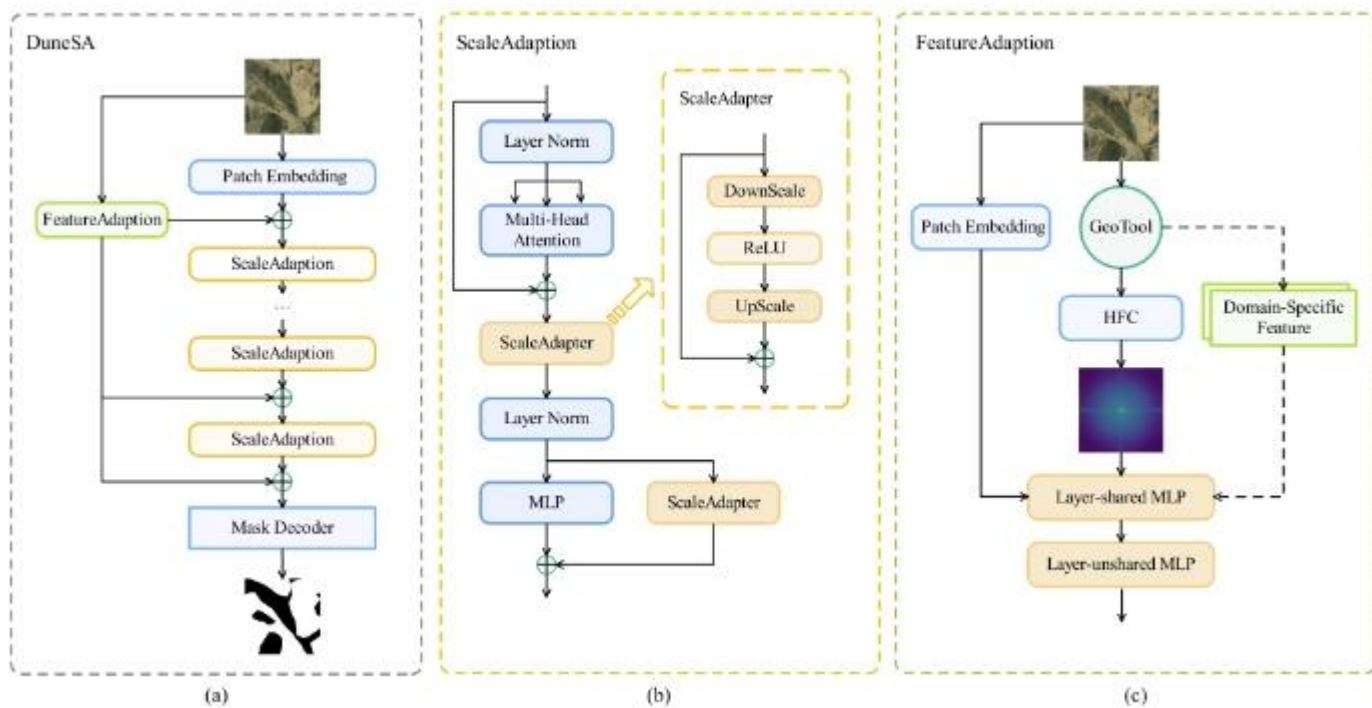 DuneSA
Patch Embedding
FeatureAdaption
ScaleAdaption
...
ScaleAdaption
ScaleAdaption
Mask Decoder
(a)
ScaleAdaption
Layer Norm
Multi-Head
Attention
ScaleAdapter
Layer Norm
MLP
ScaleAdapter
ScaleAdapter
DownScale
ReLU
UpScale
(b)
FeatureAdaption
Patch Embedding
GeoTool
HFC
Domain-Specific
Feature
Layer-shared MLP
Layer-unshared MLP
(c)